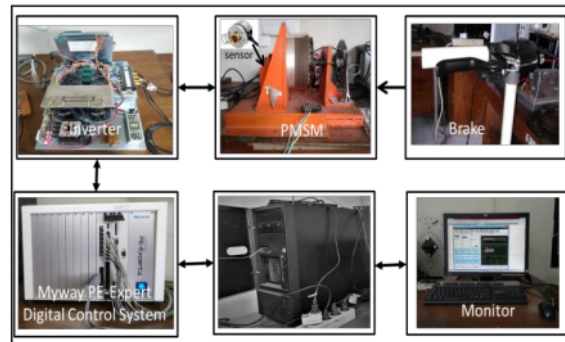 sensor
Inverter
PMSM
Brake
Myway PE-Expert
Digital Control System
Monitor